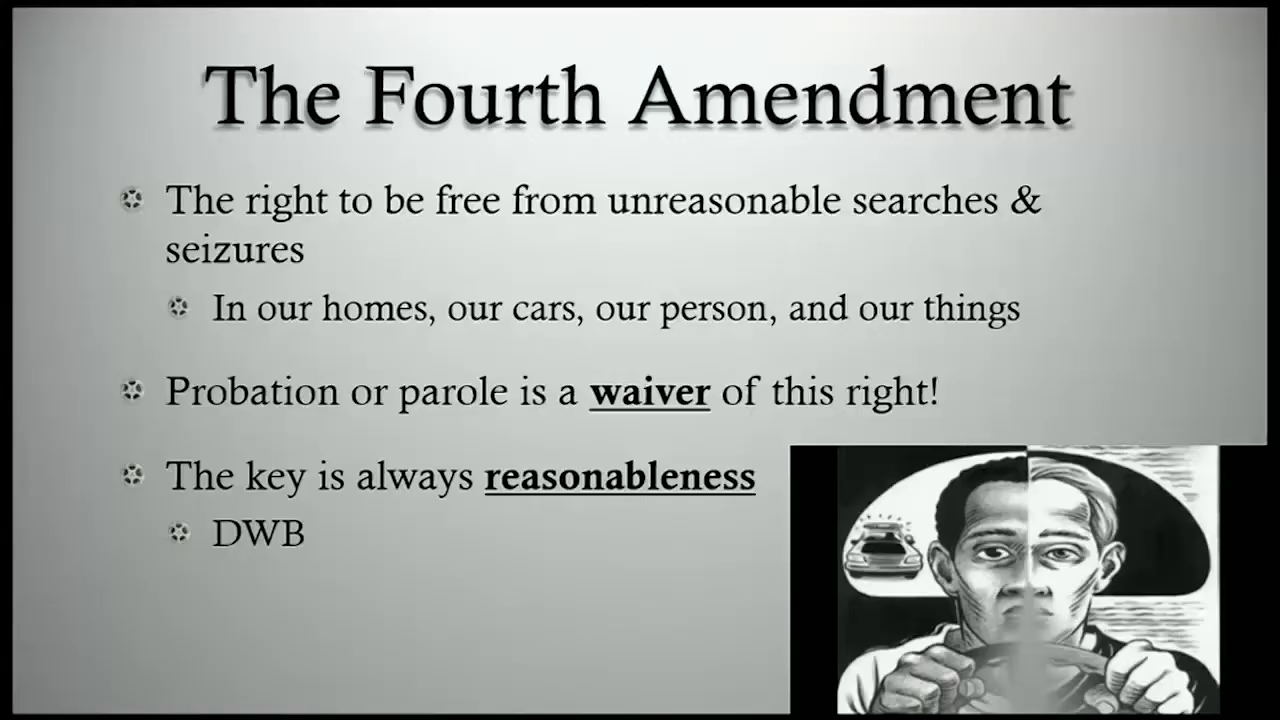 The Fourth Amendment
The right to be free from unreasonable searches &
seizures
In our homes, our cars, our person, and our things
Probation or parole is a waiver of this right!
The key is always reasonableness
DWB